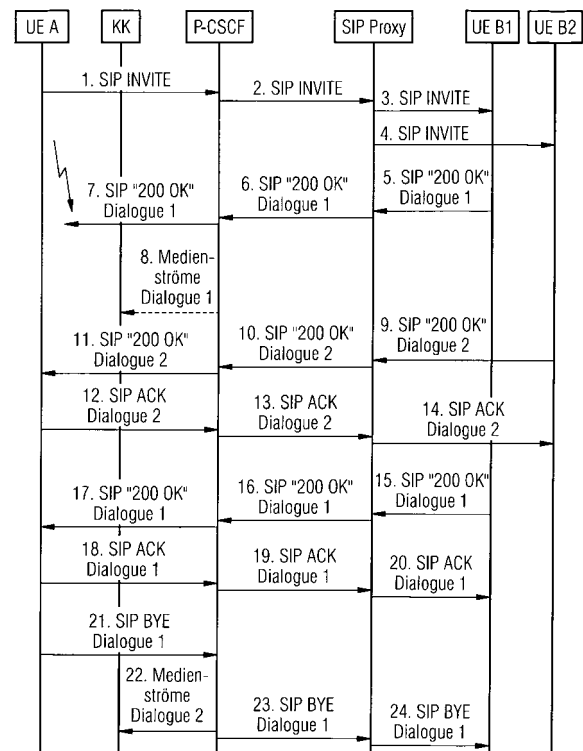 UE A
KK
P-CSCF
SIP Proxy
UE B1
UE B2
1. SIP INVITE
2. SIP INVITE
3. SIP INVITE
4. SIP INVITE
5. SIP "200 OK"
Dialogue 1
6. SIP "200 OK"
Dialogue 1
7. SIP "200 OK"
Dialogue 1
8. Medien-
ströme
Dialogue 1
9. SIP "200 OK"
Dialogue 2
10. SIP "200 OK"
Dialogue 2
11. SIP "200 OK"
Dialogue 2
12. SIP ACK
Dialogue 2
13. SIP ACK
Dialogue 2
14. SIP ACK
Dialogue 2
15. SIP "200 OK"
Dialogue 1
16. SIP "200 OK"
Dialogue 1
17. SIP "200 OK"
Dialogue 1
18. SIP ACK
Dialogue 1
19. SIP ACK
Dialogue 1
20. SIP ACK
Dialogue 1
21. SIP BYE
Dialogue 1
22. Medien-
ströme
Dialogue 2
23. SIP BYE
Dialogue 1
24. SIP BYE
Dialogue 1